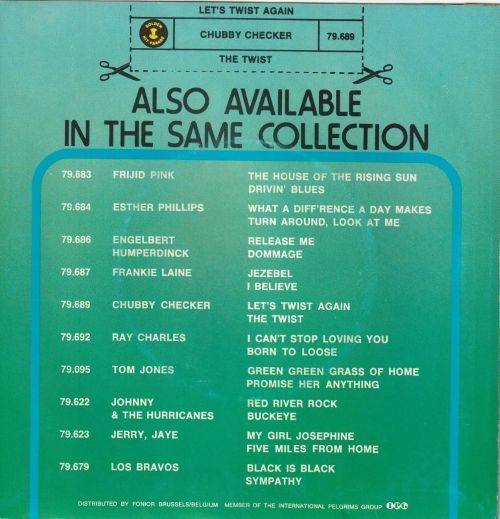 LET'S TWIST AGAIN
GOLDEN
HIT-PARADE
CHUBBY CHECKER
79.689
THE TWIST
ALSO AVAILABLE
IN THE SAME COLLECTION
79.683 FRIJID PINK THE HOUSE OF THE RISING SUN
DRIVIN' BLUES
79.684 ESTHER PHILLIPS WHAT A DIFF'RENCE A DAY MAKES
TURN AROUND, LOOK AT ME
79.686 ENGELBERT RELEASE ME
HUMPERDINCK DOMMAGE
79.687 FRANKIE LAINE JEZEBEL
I BELIEVE
79.689 CHUBBY CHECKER LET'S TWIST AGAIN
THE TWIST
79.692 RAY CHARLES I CAN'T STOP LOVING YOU
BORN TO LOOSE
79.095 TOM JONES GREEN GREEN GRASS OF HOME
PROMISE HER ANYTHING
79.622 JOHNNY RED RIVER ROCK
& THE HURRICANES BUCKEYE
79.623 JERRY, JAYE MY GIRL JOSEPHINE
FIVE MILES FROM HOME
79.679 LOS BRAVOS BLACK IS BLACK
SYMPATHY
DISTRIBUTED BY FONIOR BRUSSELS/BELGIUM MEMBER OF THE INTERNATIONAL PELGRIMS GROUP IPG